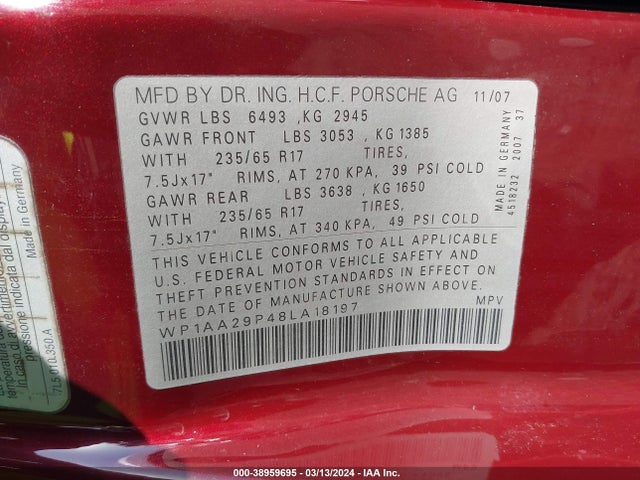 MFD BY DR. ING. H.C.F. PORSCHE AG 11/07
GVWR LBS 6493 ,KG 2945
GAWR FRONT LBS 3053 , KG 1385
WITH 235/65 R17 TIRES,
7.5Jx17" RIMS, AT 270 KPA, 39 PSI COLD
GAWR REAR LBS 3638 , KG 1650
WITH 235/65 R17 TIRES,
7.5Jx17" RIMS, AT 340 KPA, 49 PSI COLD
THIS VEHICLE CONFORMS TO ALL APPLICABLE
U.S. FEDERAL MOTOR VEHICLE SAFETY AND
THEFT PREVENTION STANDARDS IN EFFECT ON
THE DATE OF MANUFACTURE SHOWN ABOVE.
WP1AA29P48LA18197 MPV
MADE IN GERMANY
4518232 2007 37
Made in Germany
000-38959695 - 03/13/2024 - IAA Inc.